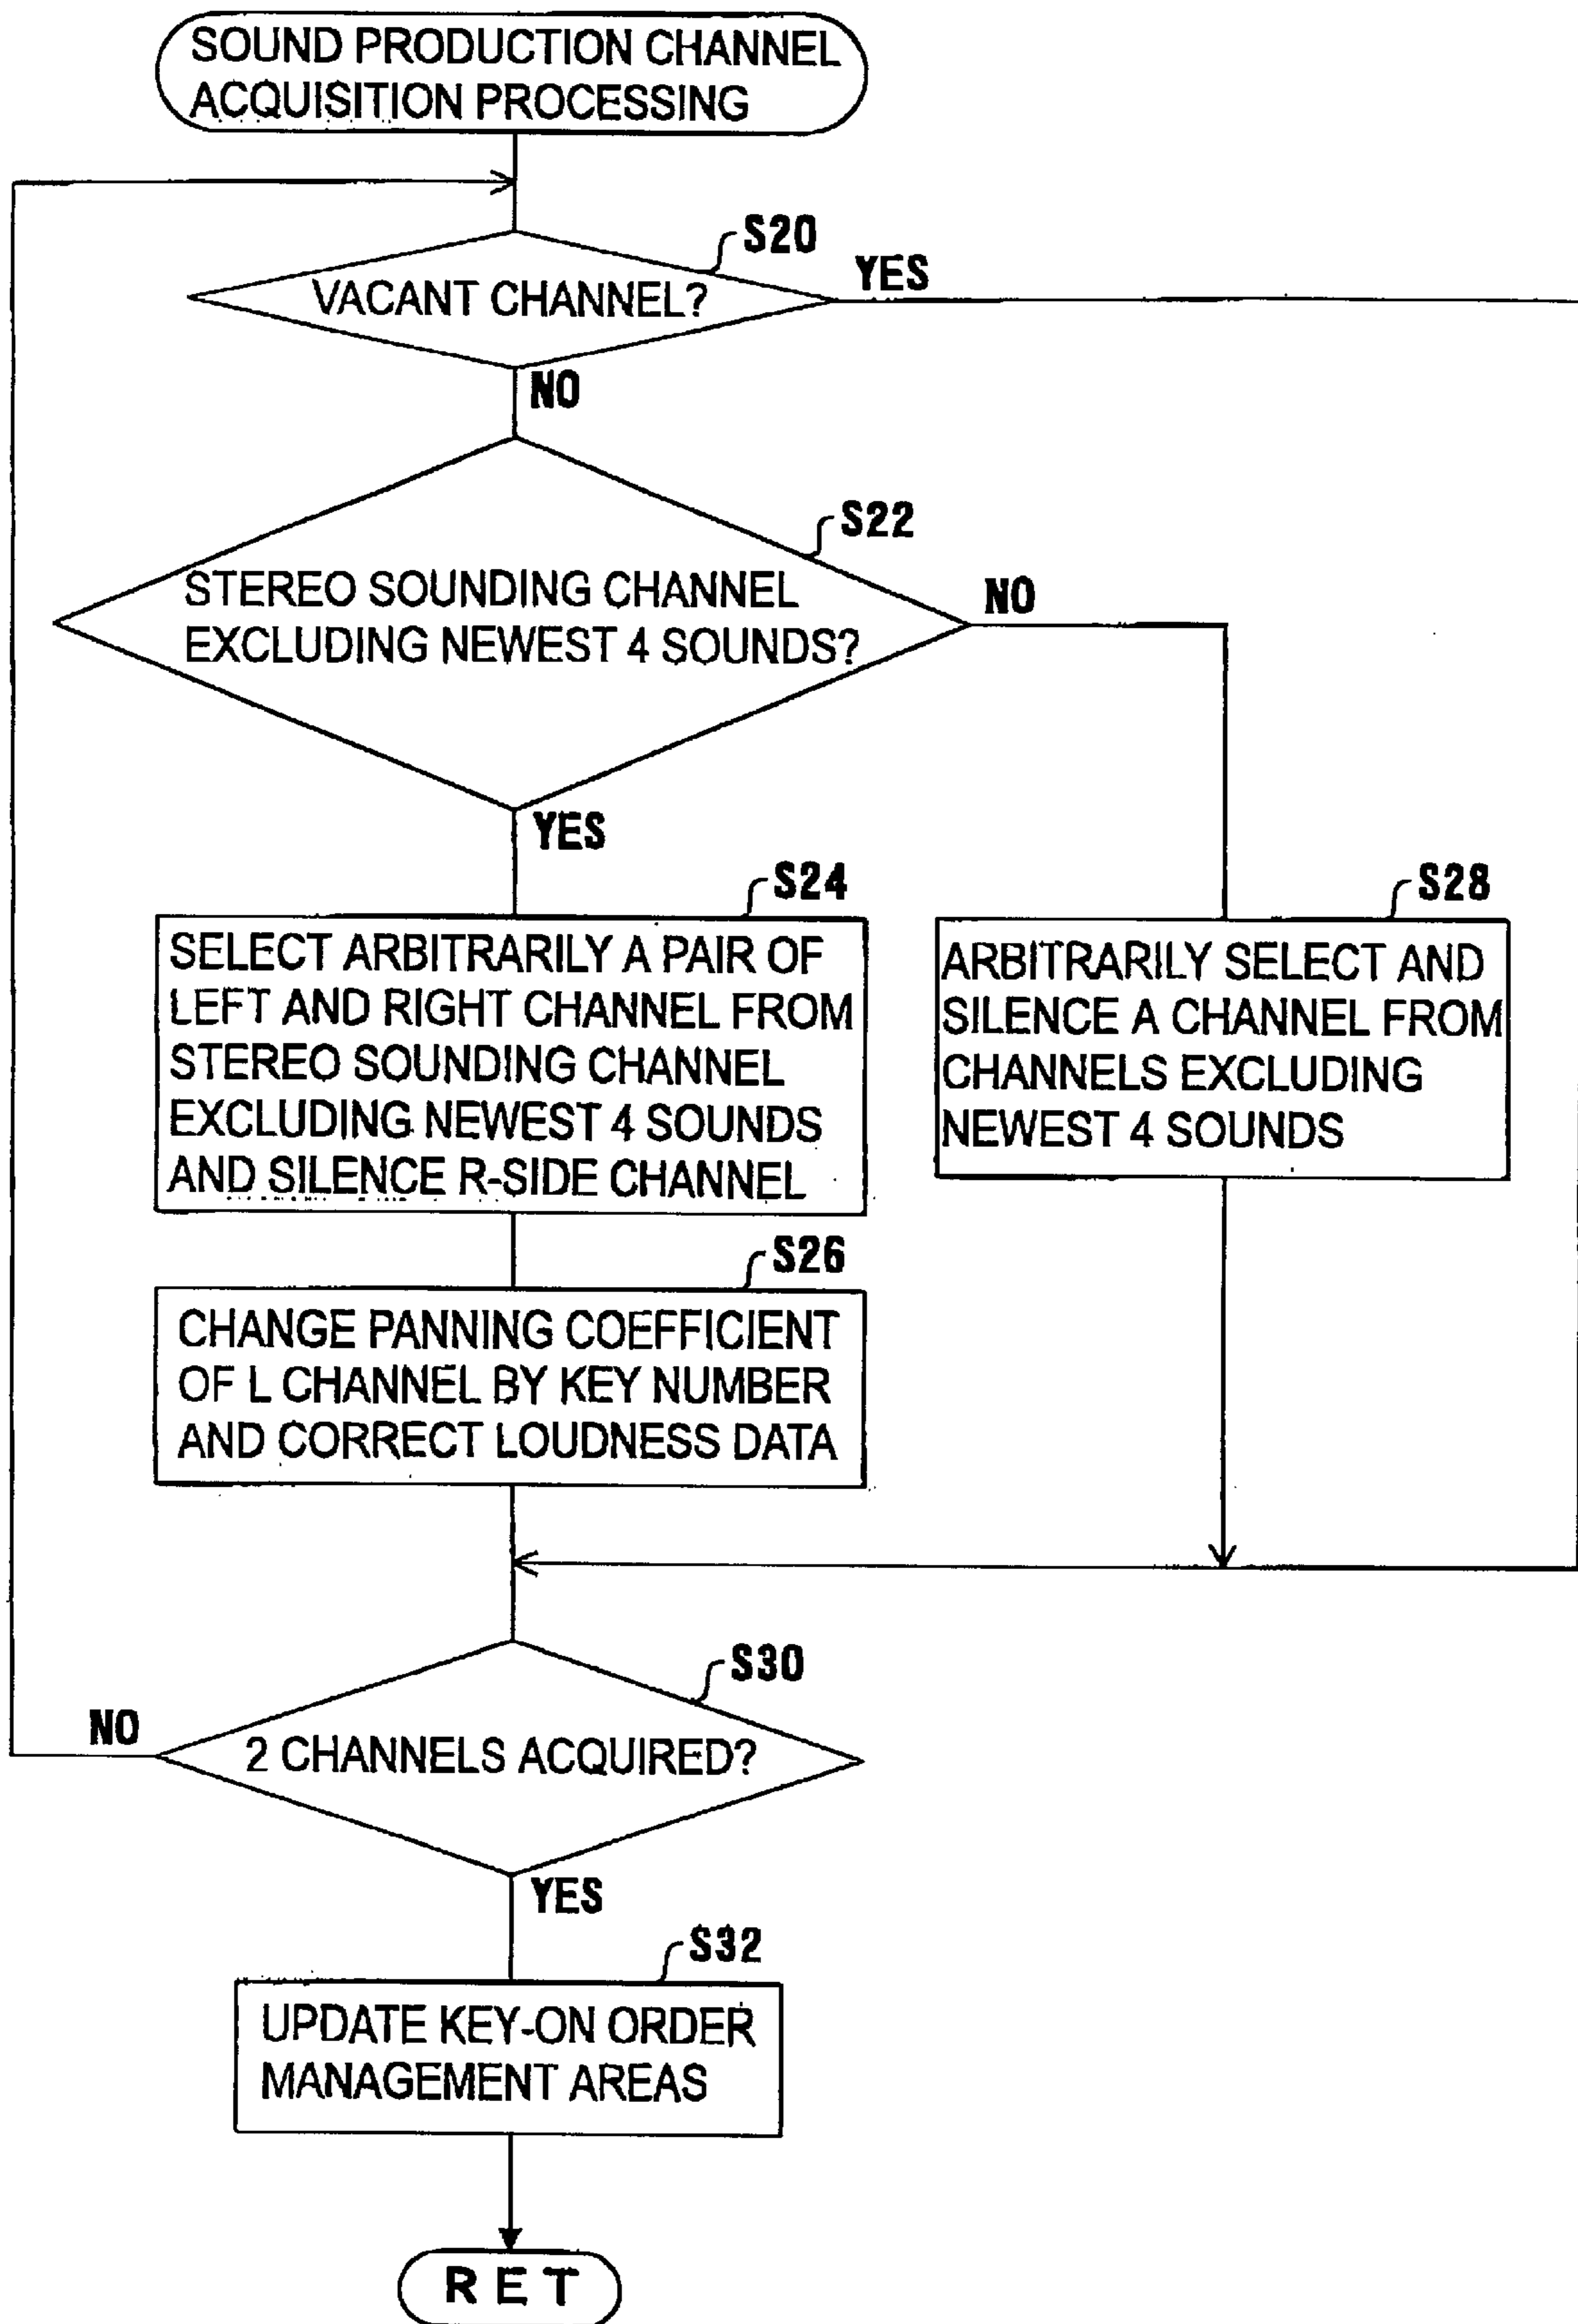 SOUND PRODUCTION CHANNEL
ACQUISITION PROCESSING
S20
VACANT CHANNEL?
YES
NO
S22
STEREO SOUNDING CHANNEL
EXCLUDING NEWEST 4 SOUNDS?
NO
YES
S24
SELECT ARBITRARILY A PAIR OF
LEFT AND RIGHT CHANNEL FROM
STEREO SOUNDING CHANNEL
EXCLUDING NEWEST 4 SOUNDS
AND SILENCE R-SIDE CHANNEL
S28
ARBITRARILY SELECT AND
SILENCE A CHANNEL FROM
CHANNELS EXCLUDING
NEWEST 4 SOUNDS
S26
CHANGE PANNING COEFFICIENT
OF L CHANNEL BY KEY NUMBER
AND CORRECT LOUDNESS DATA
S30
NO
2 CHANNELS ACQUIRED?
YES
S32
UPDATE KEY-ON ORDER
MANAGEMENT AREAS
RET